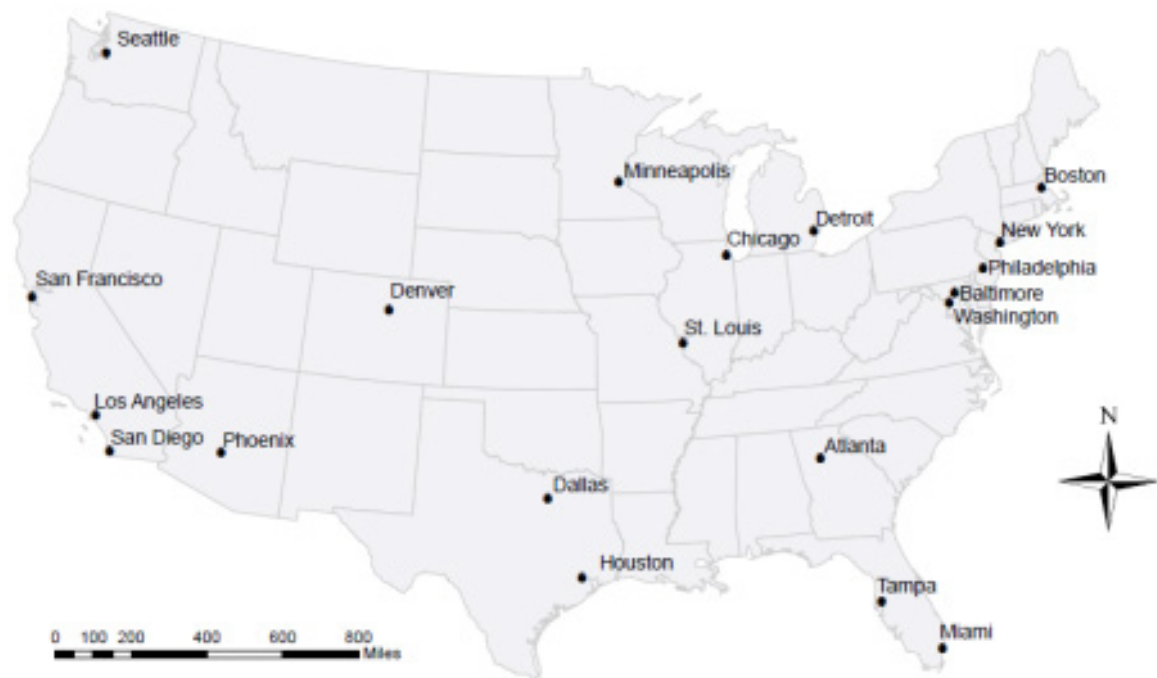 Seattle
Minneapolis
Boston
Detroit
New York
Chicago
Philadelphia
San Francisco
Denver
Baltimore
Washington
St. Louis
Los Angeles
N
San Diego
Phoenix
Atlanta
Dallas
Houston
Tampa
Miami
0 100 200 400 600 800
Miles